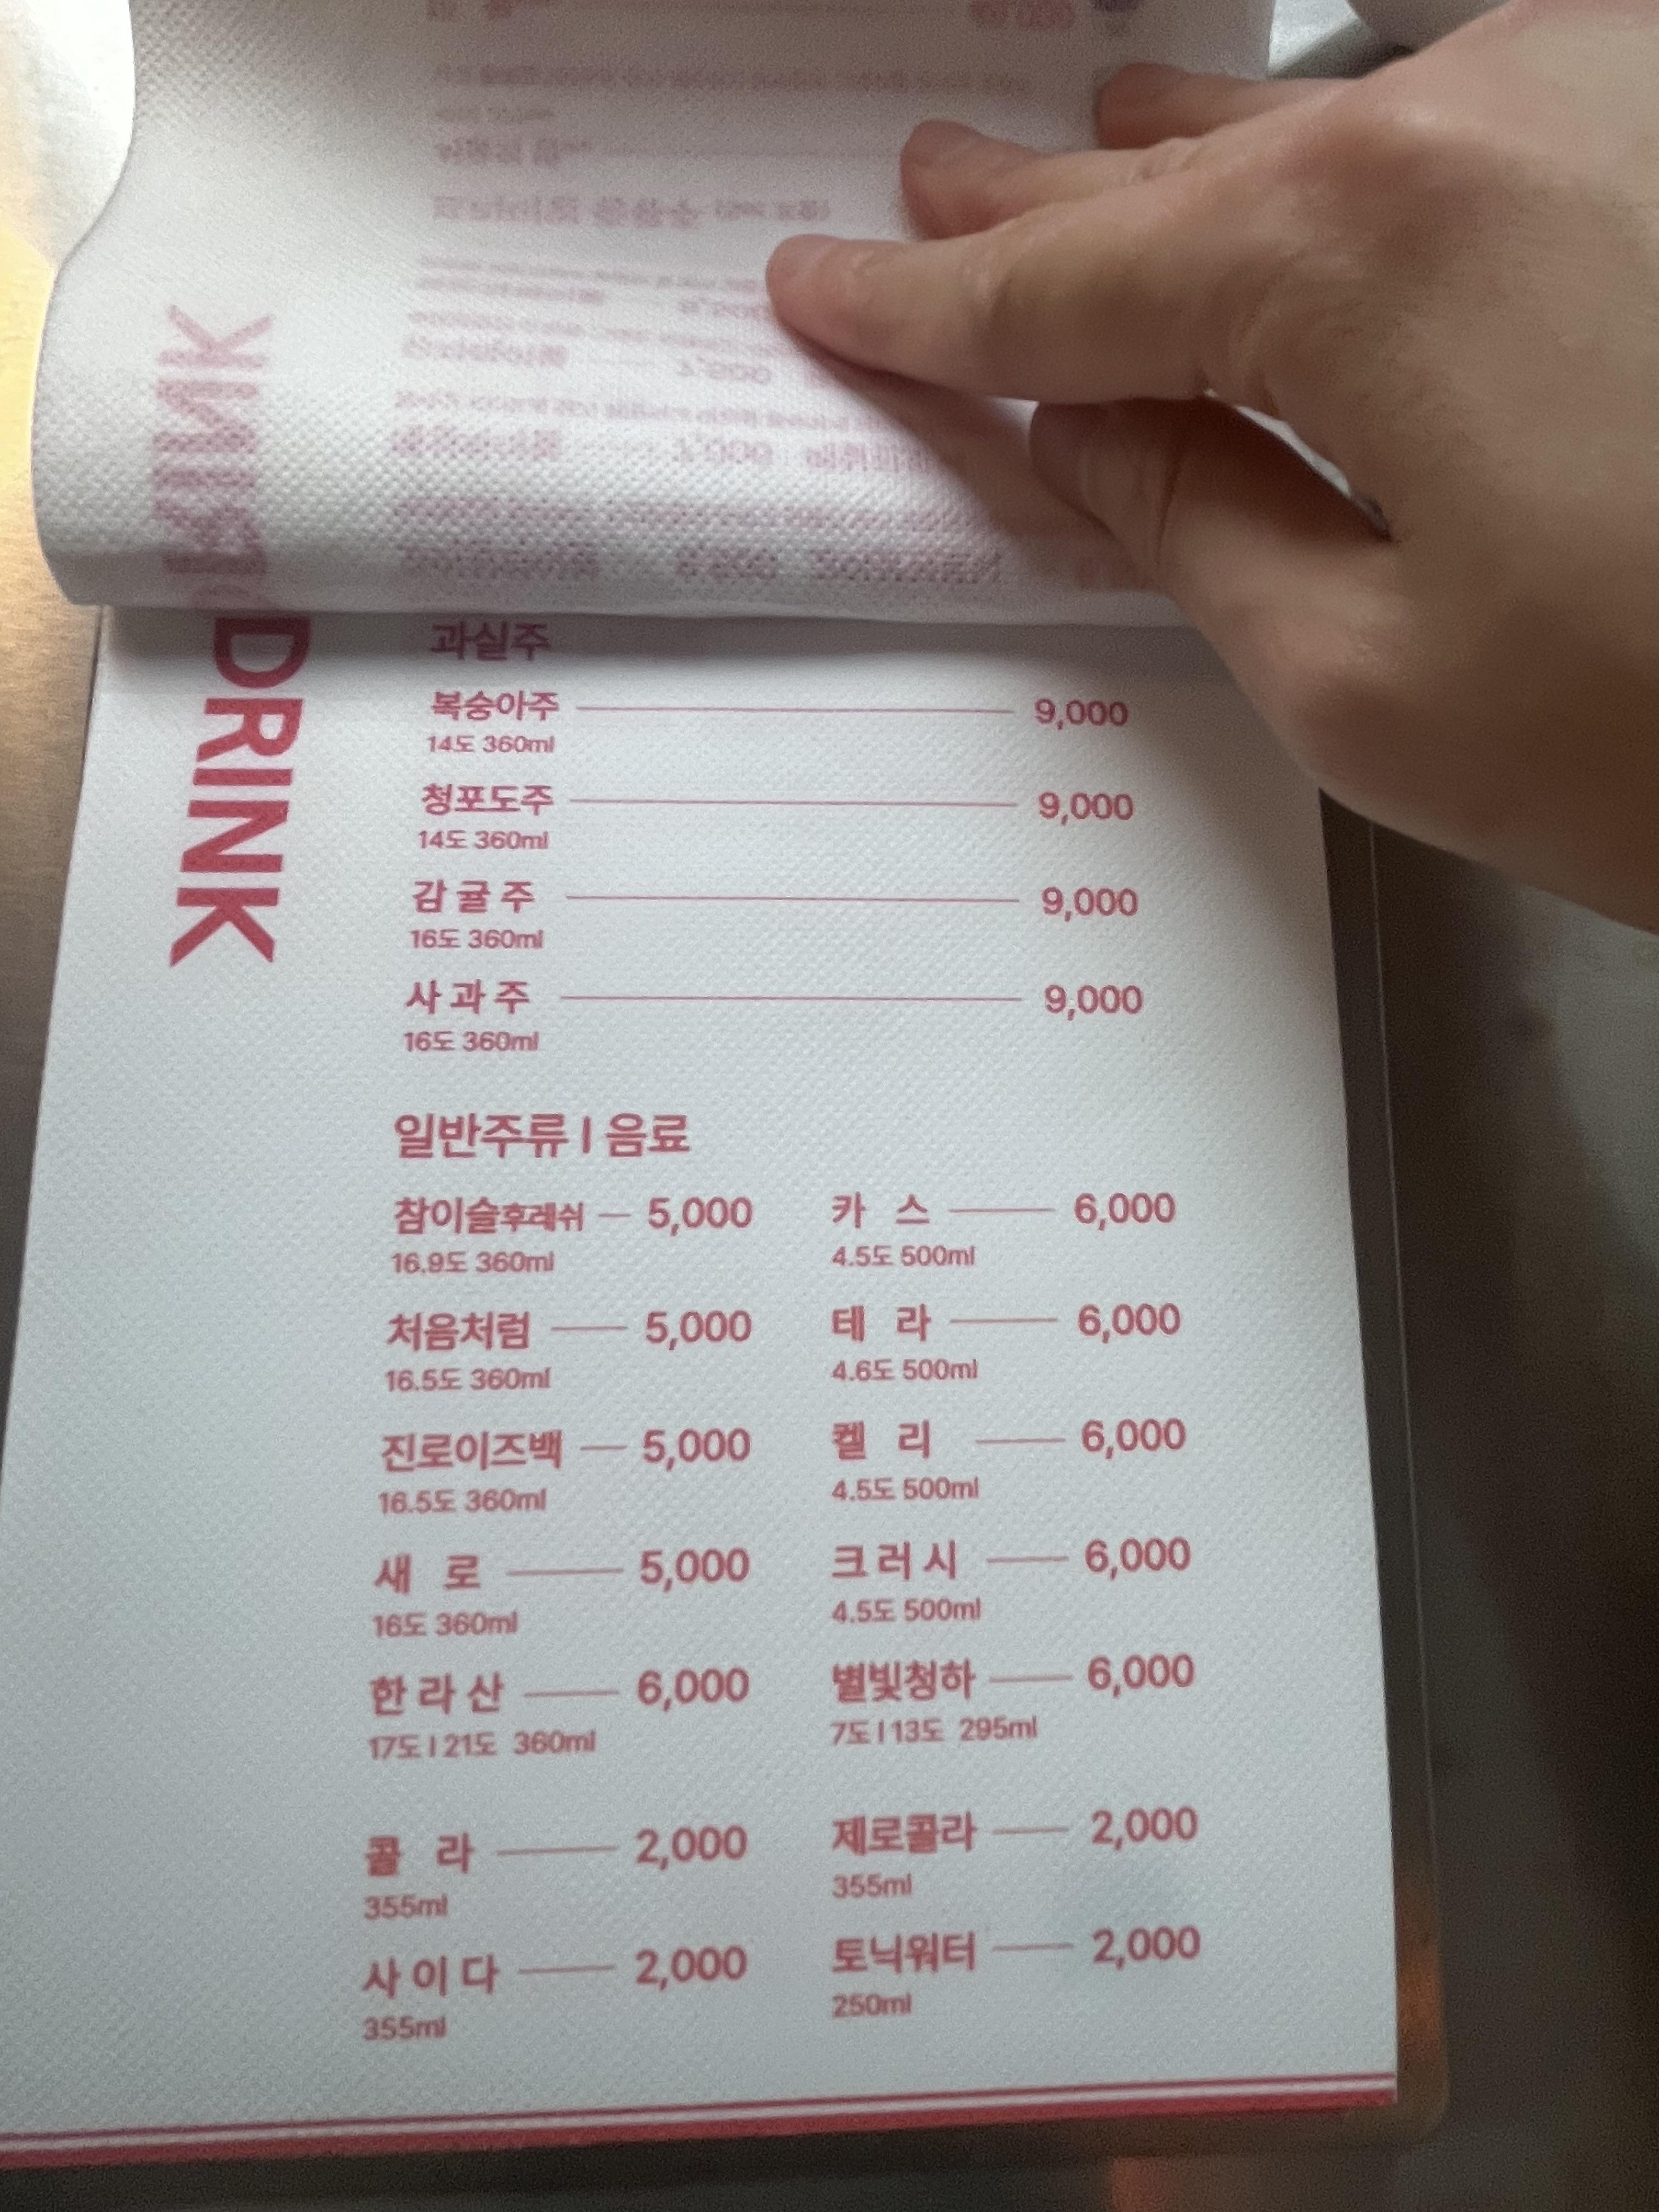 DRINK
과실주
복숭아주 9,000
14도 360ml
청포도주 9,000
14도 360ml
감귤주 9,000
16도 360ml
사과주 9,000
16도 360ml
일반주류 | 음료
참이슬후레쉬 5,000
16.9도 360ml
처음처럼 5,000
16.5도 360ml
진로이즈백 5,000
16.5도 360ml
새로 5,000
16도 360ml
한라산 6,000
17도 | 21도 360ml
카스 6,000
4.5도 500ml
테라 6,000
4.6도 500ml
켈리 6,000
4.5도 500ml
크러시 6,000
4.5도 500ml
별빛청하 6,000
7도 | 13도 295ml
콜라 2,000
355ml
사이다 2,000
355ml
제로콜라 2,000
355ml
토닉워터 2,000
250ml